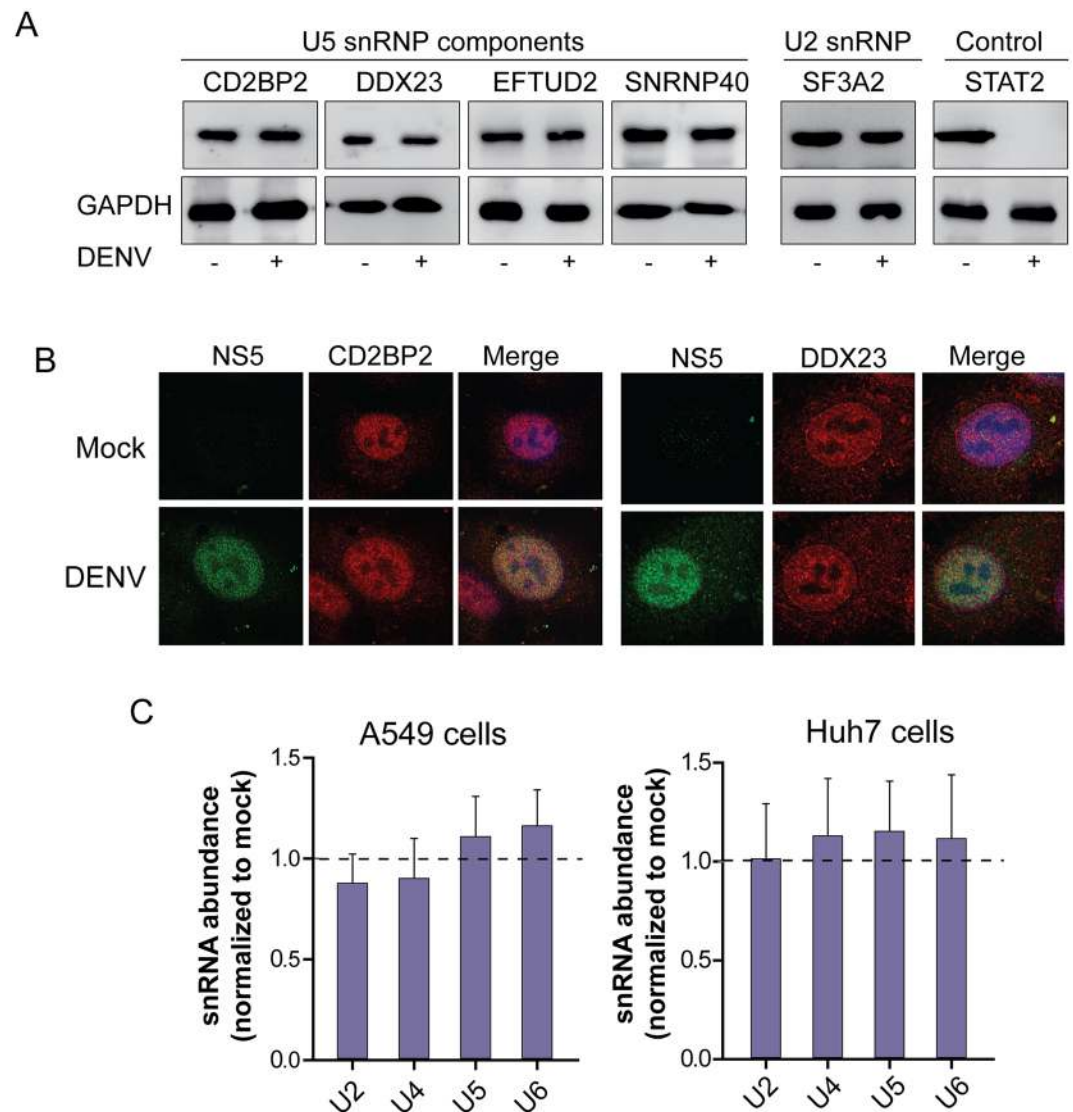 A
U5 snRNP components
U2 snRNP
Control
CD2BP2
DDX23
EFTUD2
SNRNP40
SF3A2
STAT2
GAPDH
DENV
- + - + - + - + - + - +
B
NS5
CD2BP2
Merge
NS5
DDX23
Merge
Mock
DENV
C
A549 cells
snRNA abundance
(normalized to mock)
1.5
1.0
0.5
0.0
U2
U4
U5
U6
Huh7 cells
snRNA abundance
(normalized to mock)
1.5
1.0
0.5
0.0
U2
U4
U5
U6